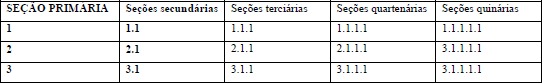 SEÇÃO PRIMARIA Seções secundárias Seções terciárias Seções quartenárias Seções quinárias
1 1.1 1.1.1 1.1.1.1 1.1.1.1.1
2 2.1 2.1.1 2.1.1.1 3.1.1.1.1
3 3.1 3.1.1 3.1.1.1 3.1.1.1.1